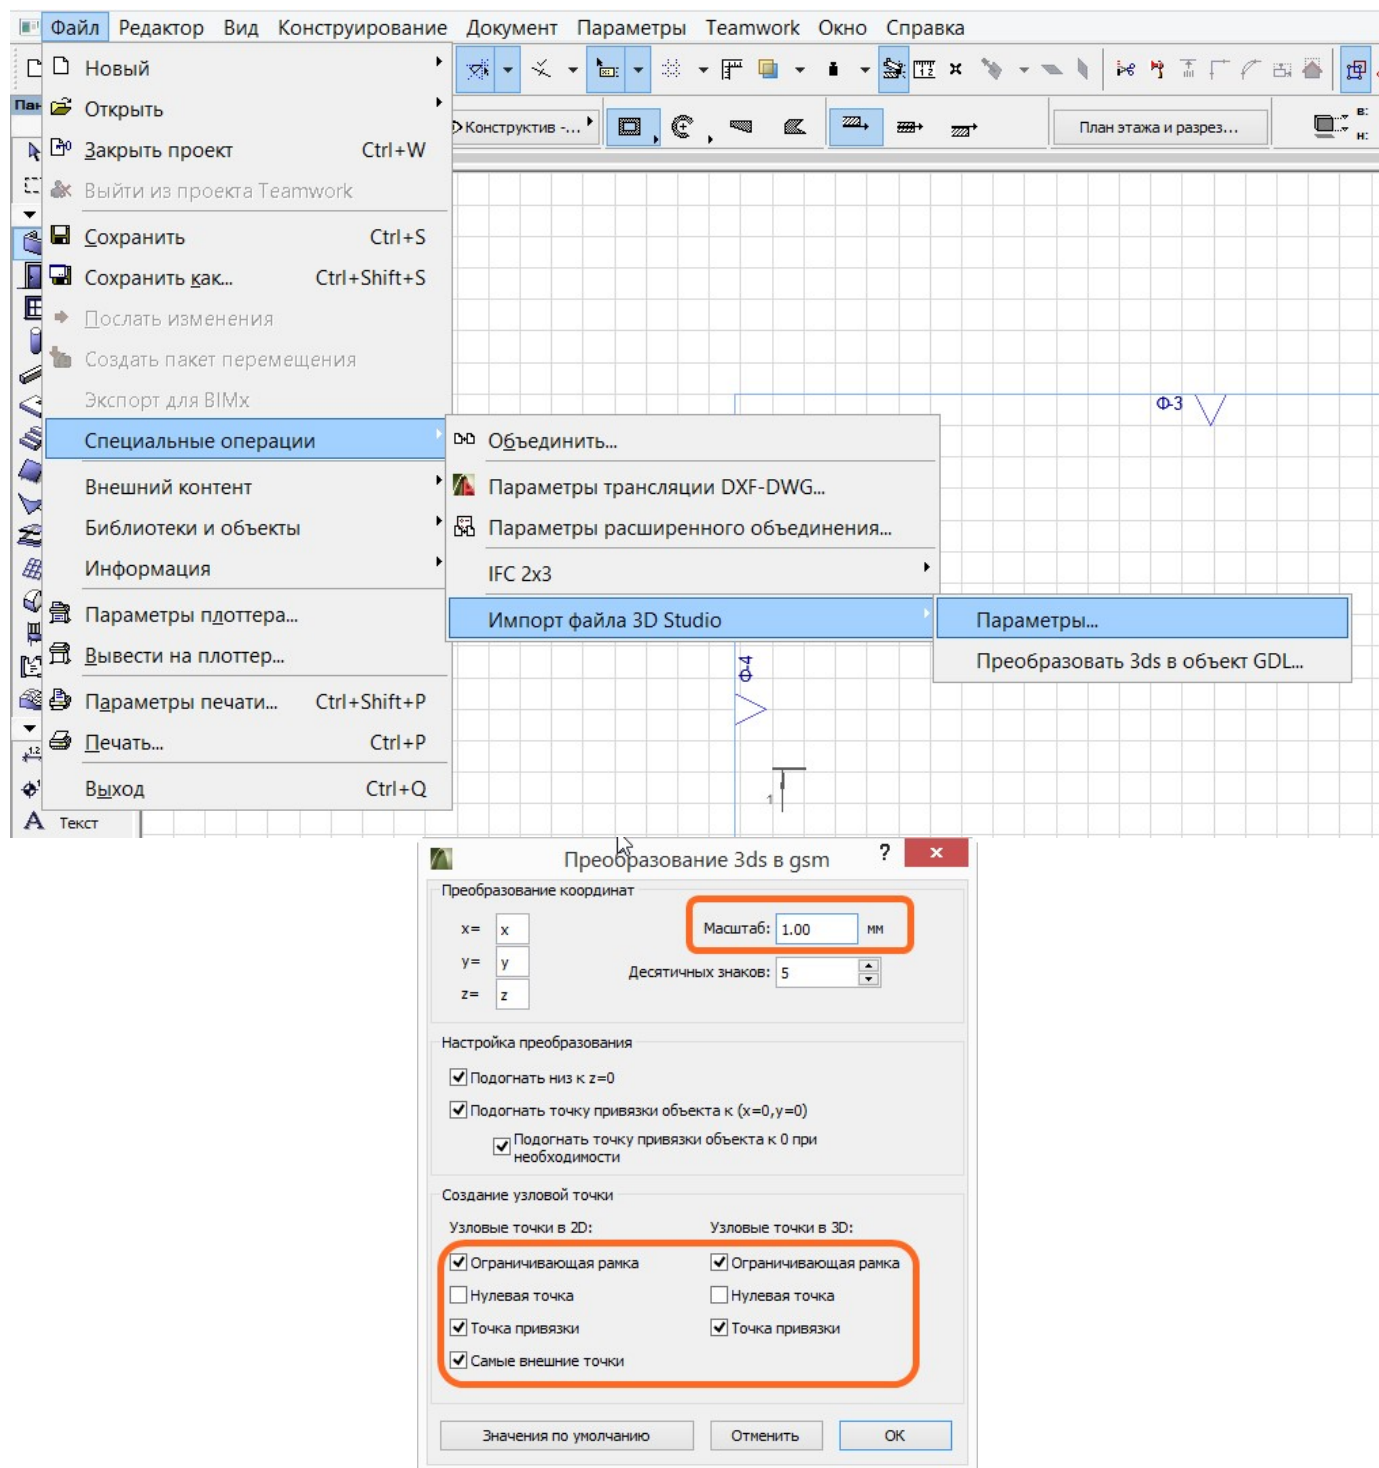 Файл Редактор Вид Конструирование Документ Параметры Teamwork Окно Справка
Новый
Открыть
Закрыть проект Ctrl+W
Выйти из проекта Teamwork
Сохранить Ctrl+S
Сохранить как... Ctrl+Shift+S
Послать изменения
Создать пакет перемещения
Экспорт для BIMx
Специальные операции
Внешний контент
Библиотеки и объекты
Информация
Параметры плоттера...
Вывести на плоттер...
Параметры печати... Ctrl+Shift+P
Печать... Ctrl+P
Выход Ctrl+Q
Текст
Пан
Конструктив -...
План этажа и разрез...
в:
н:
Объединить...
Параметры трансляции DXF-DWG...
Параметры расширенного объединения...
IFC 2x3
Импорт файла 3D Studio
Параметры...
Преобразовать 3ds в объект GDL...
Ф-3
Ф-4
1
Преобразование 3ds в gsm
Преобразование координат
x= x Масштаб: 1.00 мм
y= y Десятичных знаков: 5
z= z
Настройка преобразования
Подогнать низ к z=0
Подогнать точку привязки объекта к (x=0,y=0)
Подогнать точку привязки объекта к 0 при
необходимости
Создание узловой точки
Узловые точки в 2D: Узловые точки в 3D:
Ограничивающая рамка Ограничивающая рамка
Нулевая точка Нулевая точка
Точка привязки Точка привязки
Самые внешние точки
Значения по умолчанию Отменить OK